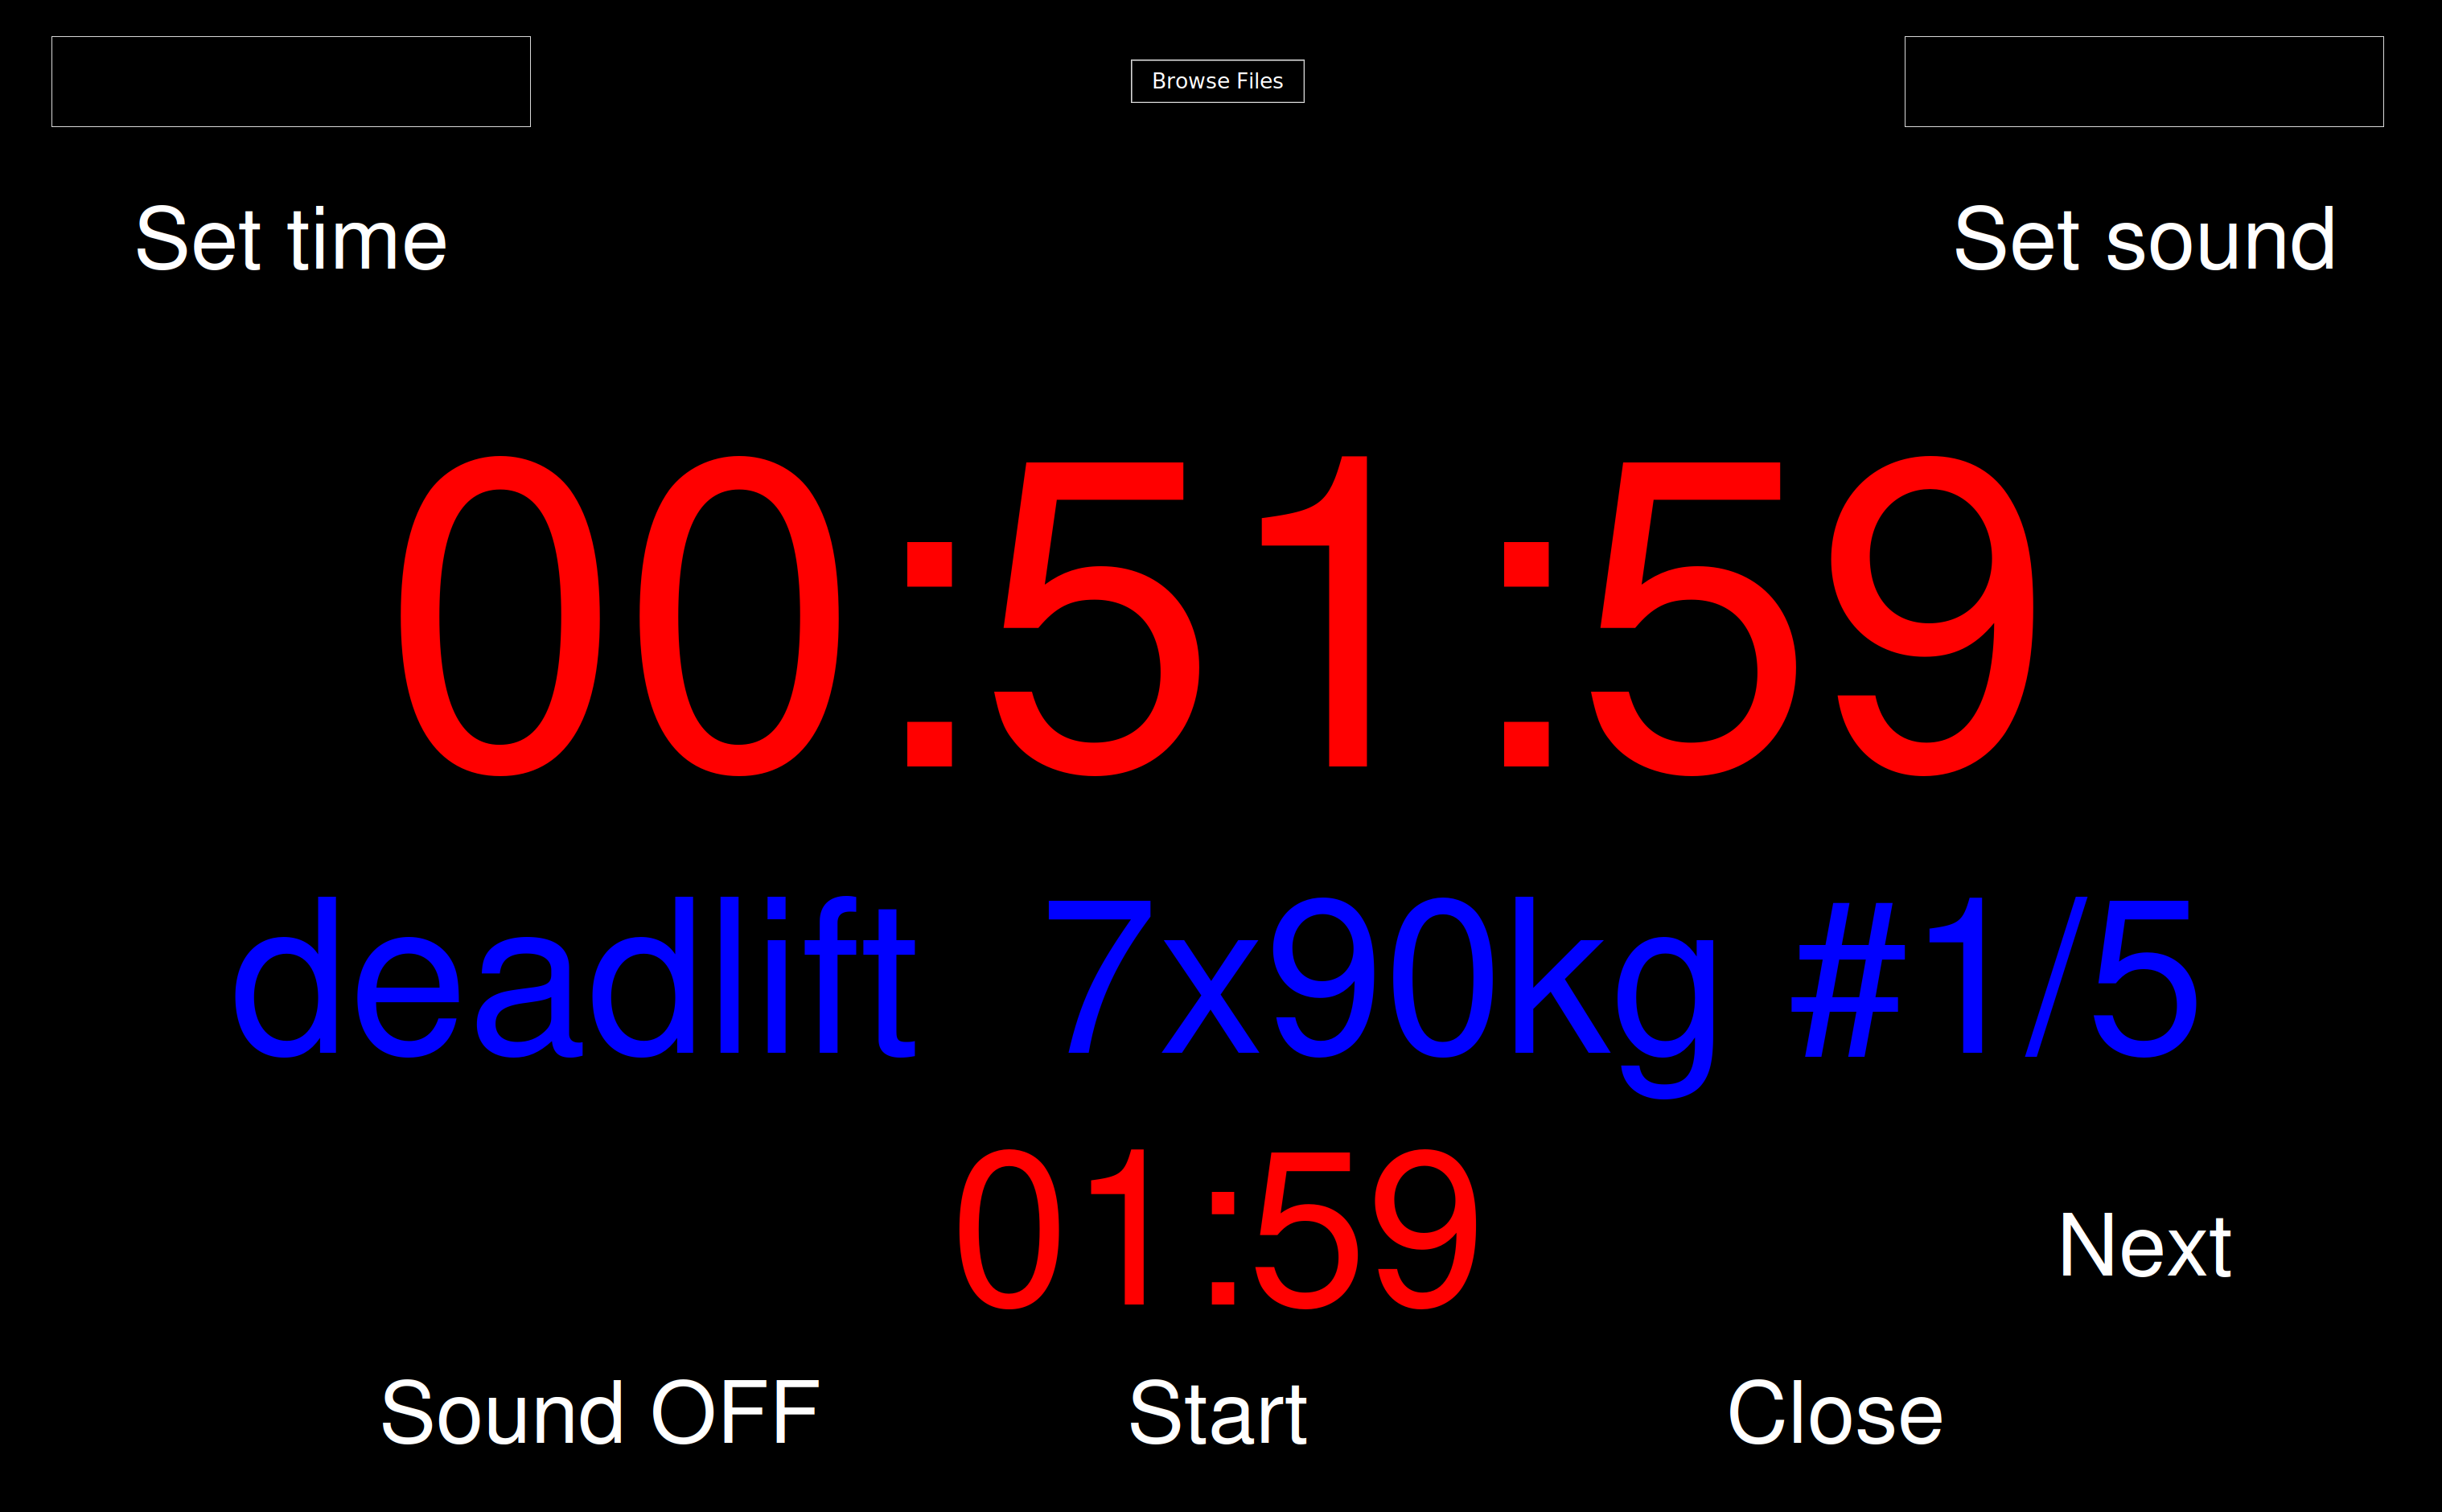 Browse Files
Set time
Set sound
00:51:59
deadlift  7x90kg #1/5
01:59
Next
Sound OFF
Start
Close